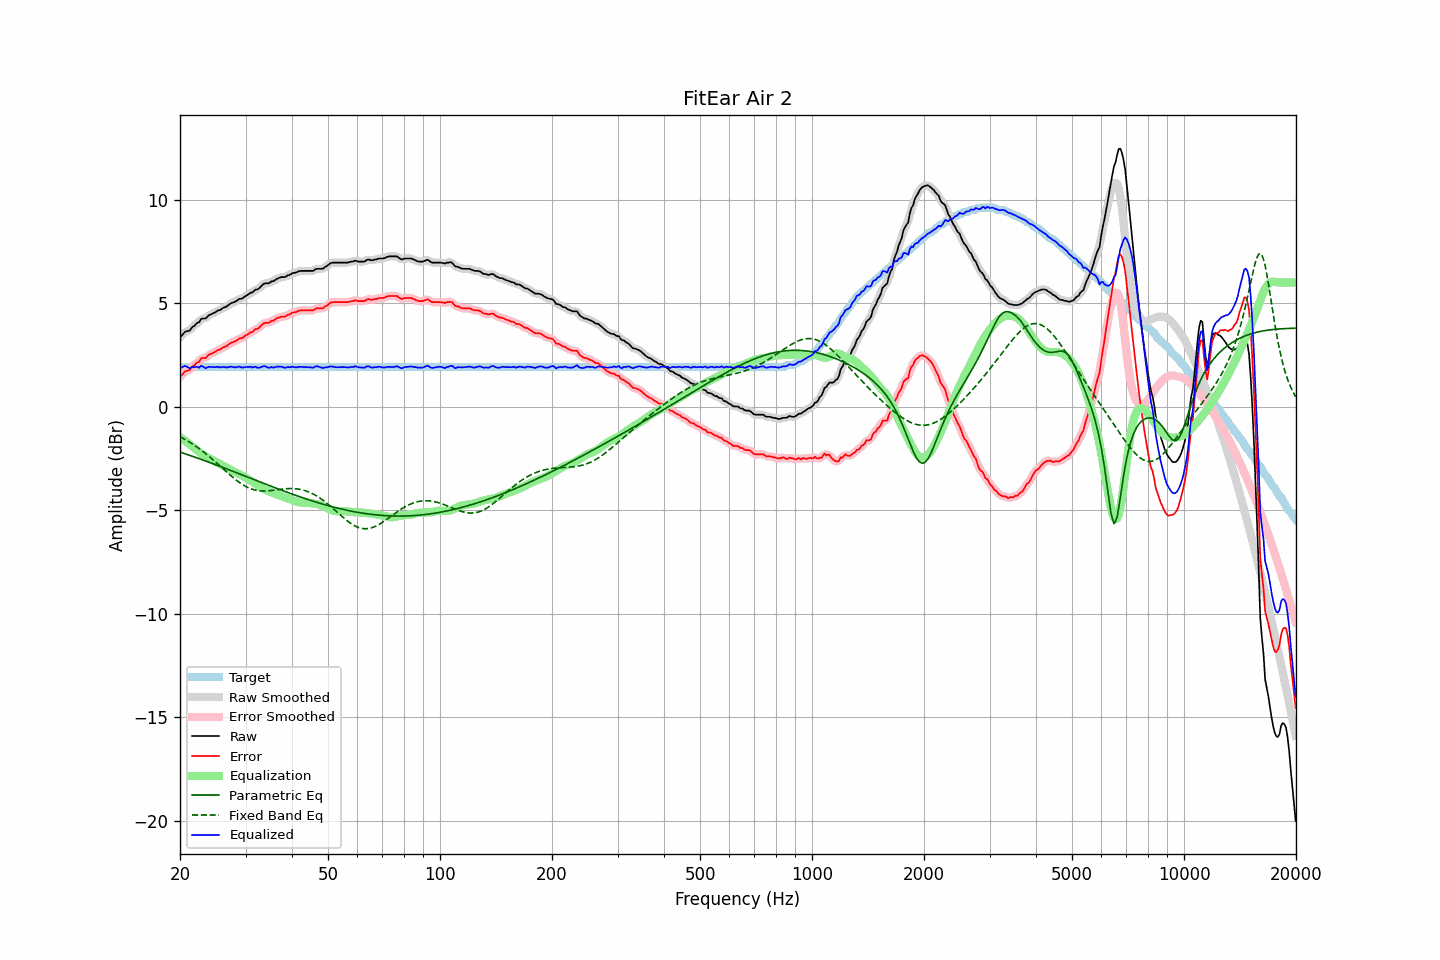 FitEar Air 2
Amplitude (dBr)
10
5
0
−5
−10
−15
−20
Target
Raw Smoothed
Error Smoothed
Raw
Error
Equalization
Parametric Eq
Fixed Band Eq
Equalized
20 50 100 200 500 1000 2000 5000 10000 20000
Frequency (Hz)